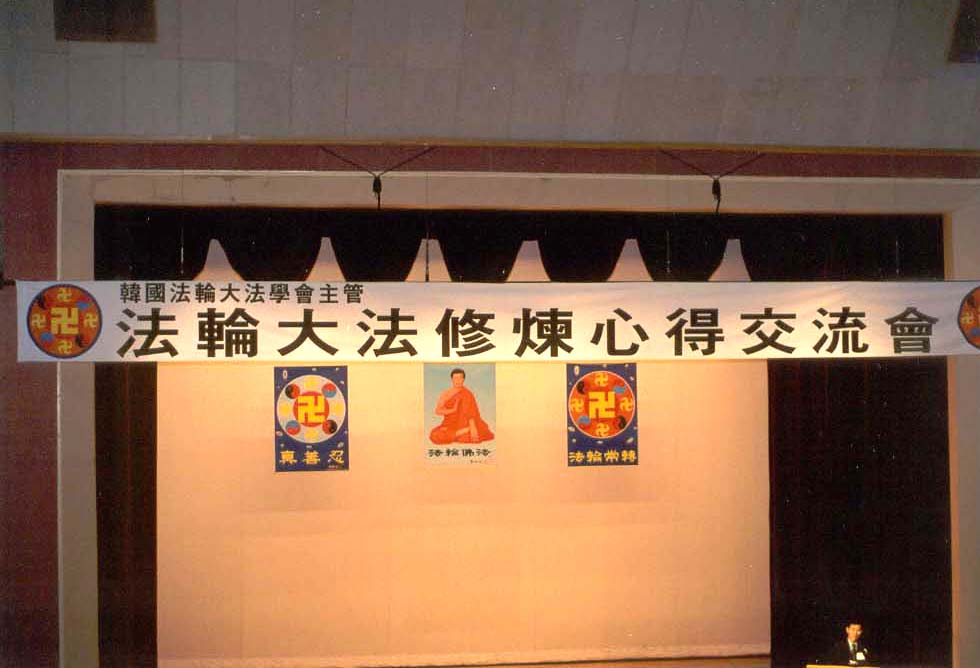 韓國法輪大法學會主管
法輪大法修煉心得交流會
真善忍
法輪佛法
法輪常轉